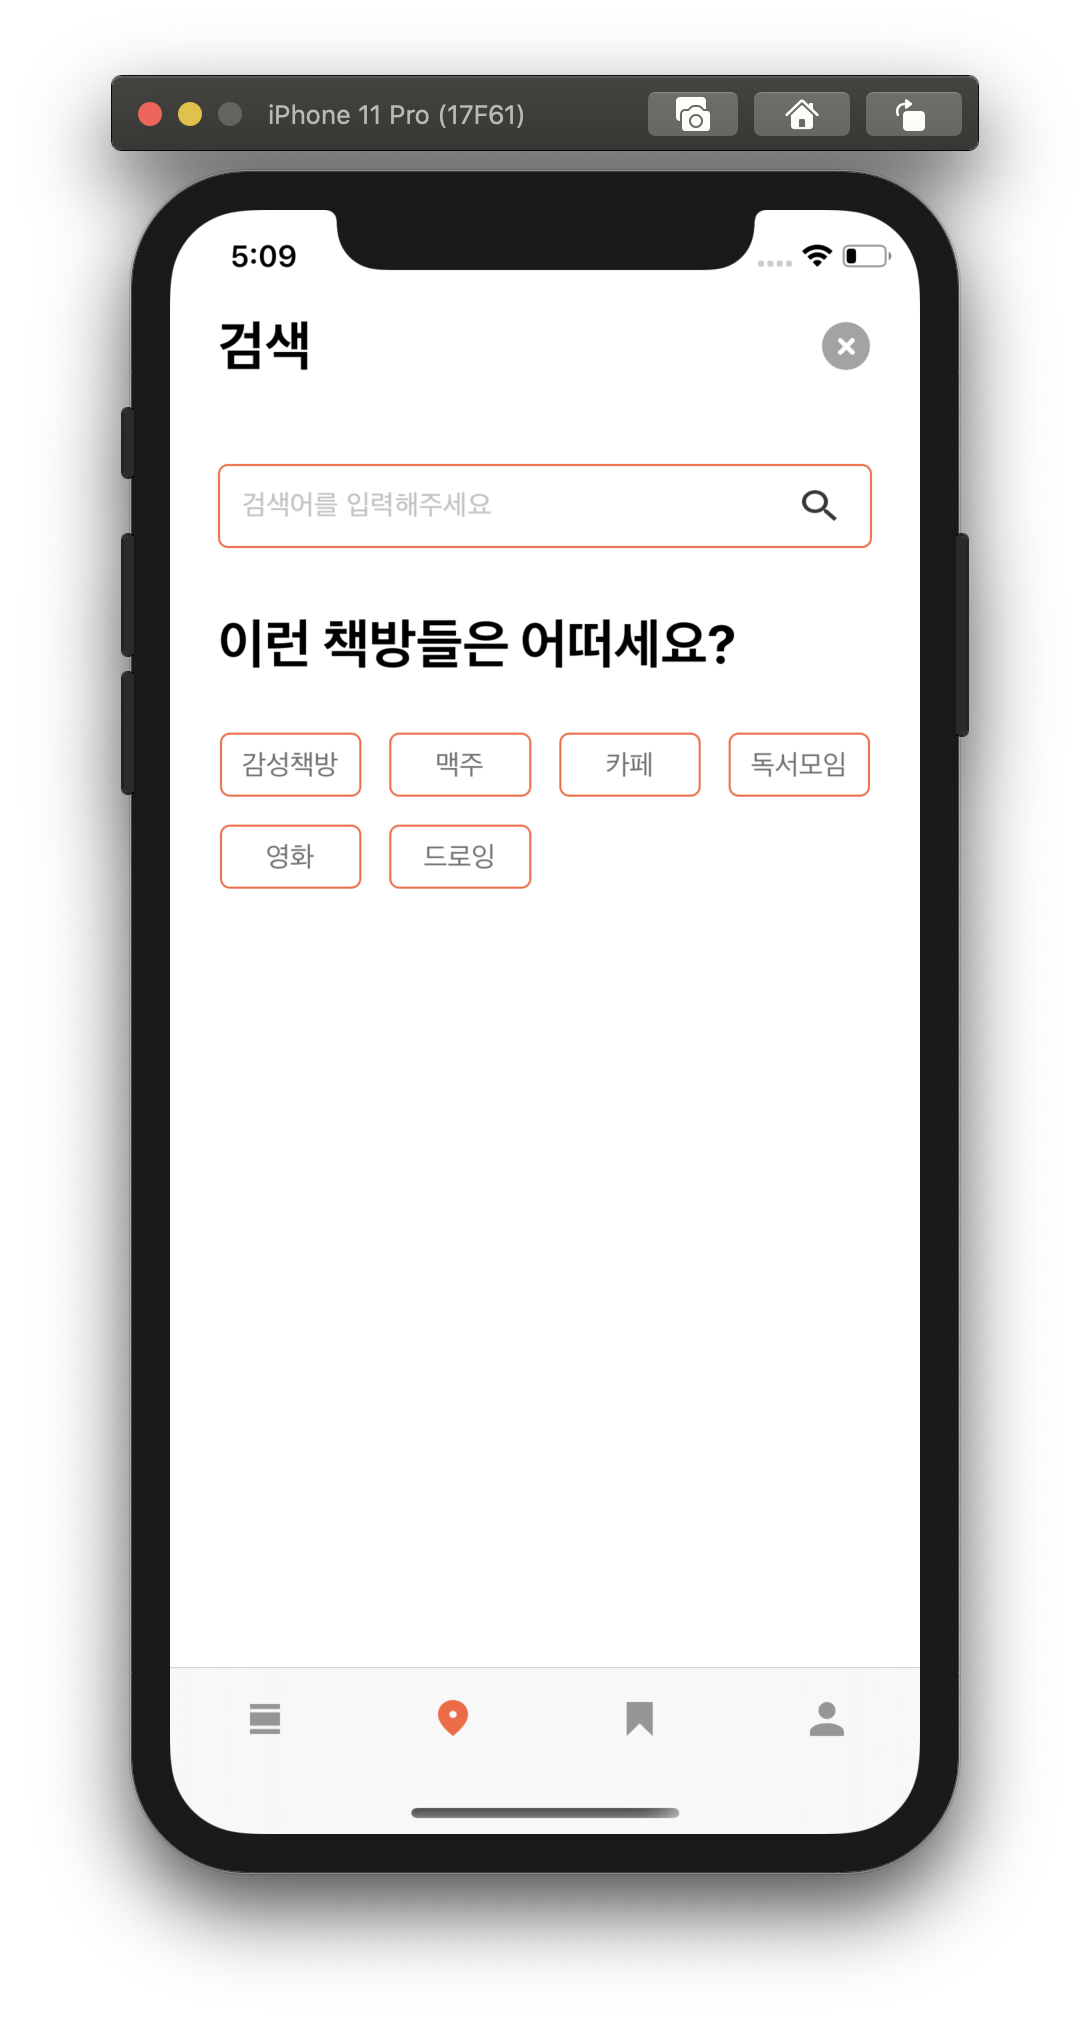 iPhone 11 Pro (17F61)
5:09
검색
검색어를 입력해주세요
이런 책방들은 어떠세요?
감성책방 맥주 카페 독서모임
영화 드로잉